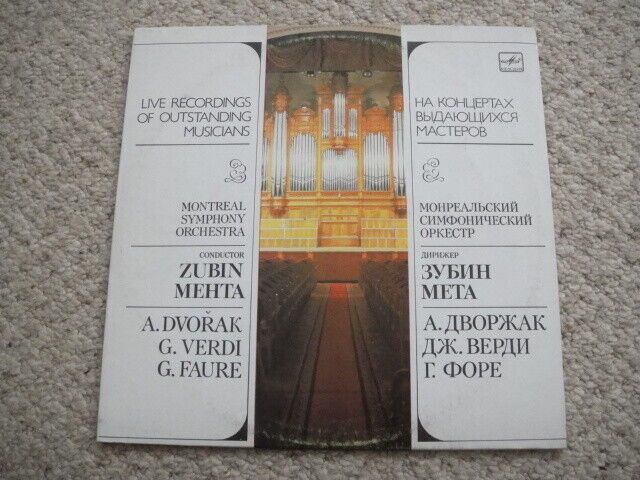 LIVE RECORDINGS
OF OUTSTANDING
MUSICIANS
MONTREAL
SYMPHONY
ORCHESTRA
CONDUCTOR
ZUBIN
MEHTA
A. DVOŘAK
G. VERDI
G. FAURE
НА КОНЦЕРТАХ
ВЫДАЮЩИХСЯ
МАСТЕРОВ
МОНРЕАЛЬСКИЙ
СИМФОНИЧЕСКИЙ
ОРКЕСТР
ДИРИЖЕР
ЗУБИН
МЕТА
А. ДВОРЖАК
ДЖ. ВЕРДИ
Г. ФОРЕ